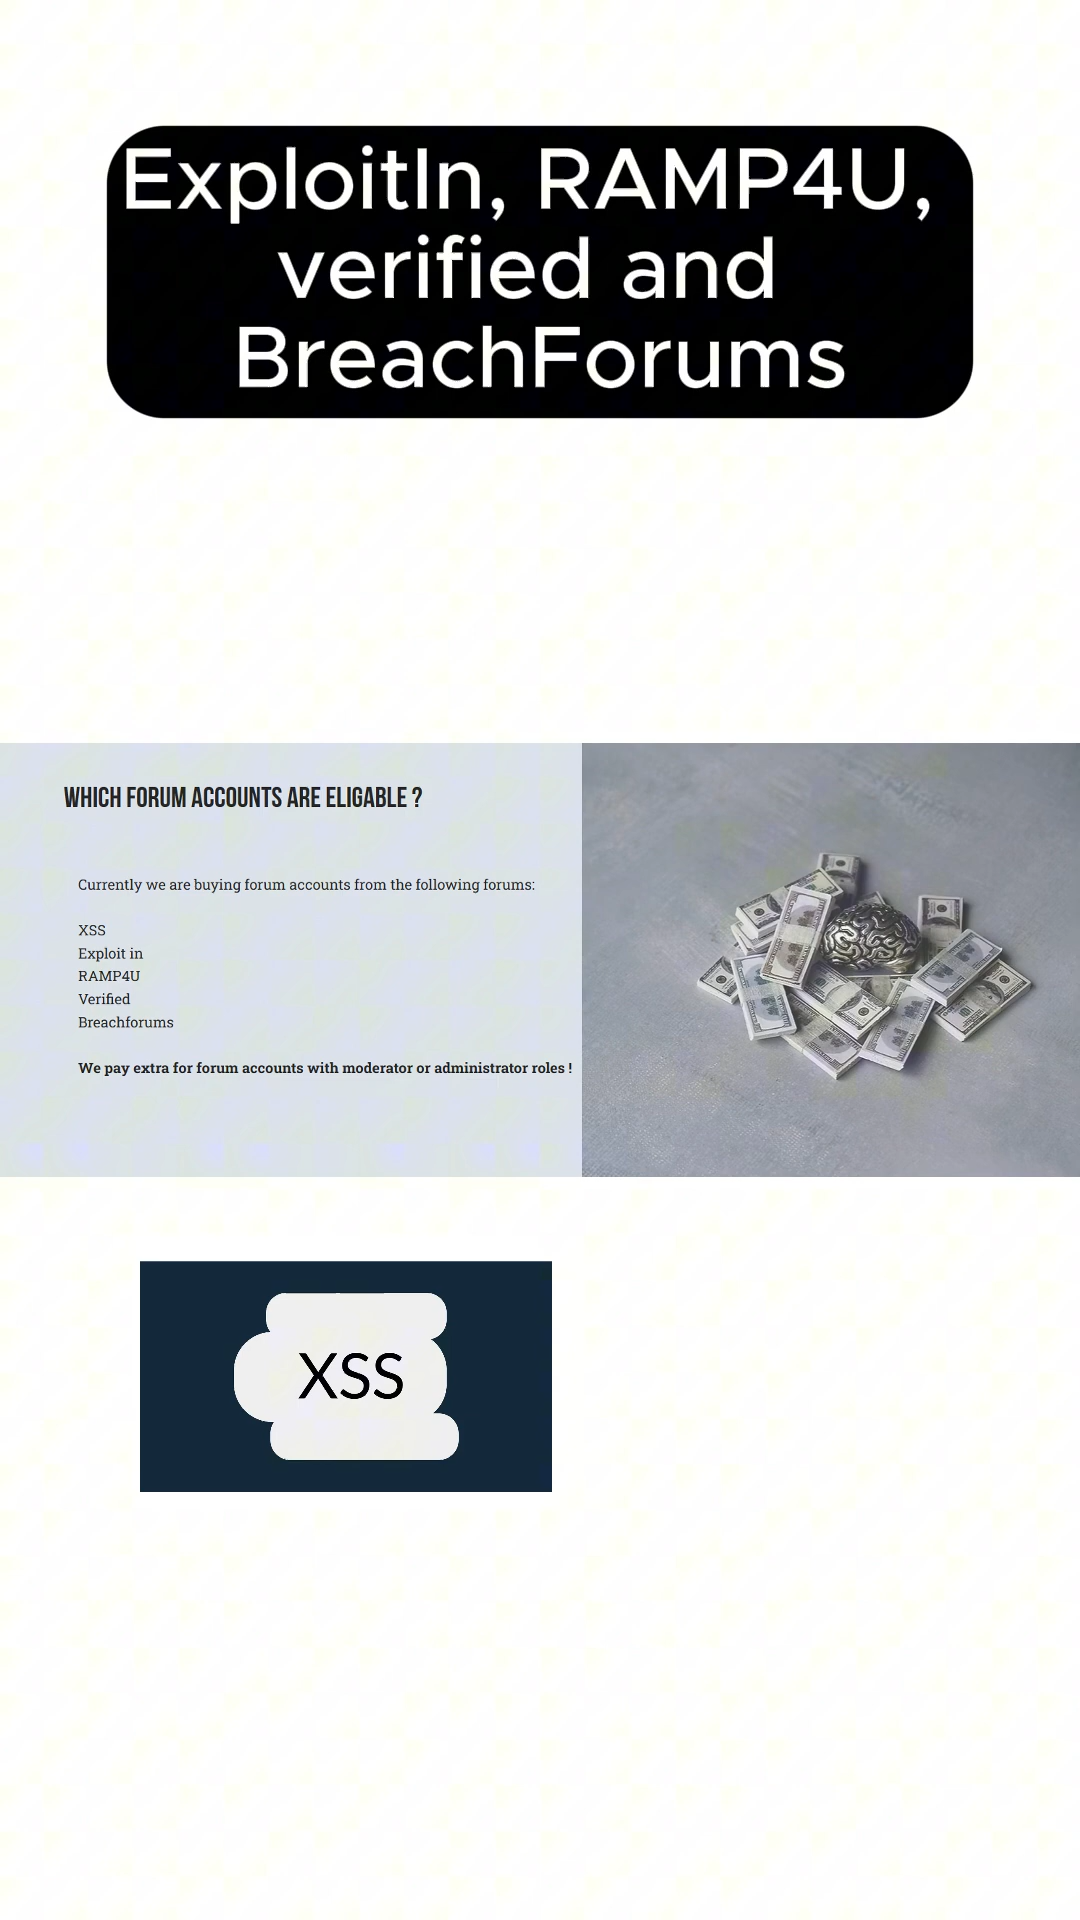 ExploitIn, RAMP4U,
verified and
BreachForums
WHICH FORUM ACCOUNTS ARE ELIGABLE ?
Currently we are buying forum accounts from the following forums:
XSS
Exploit in
RAMP4U
Verified
Breachforums
We pay extra for forum accounts with moderator or administrator roles !
XSS